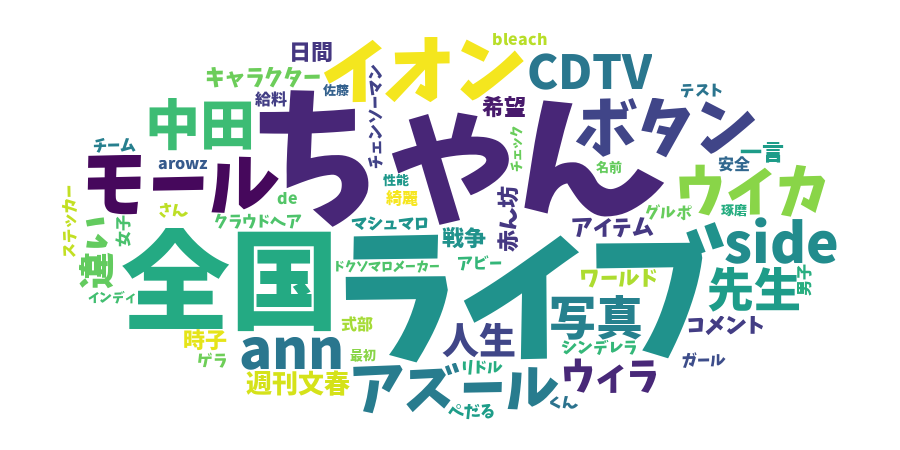 bleach
日間
イオン
CDTV
キャラクター
佐藤
チェンソーマン
給料
希望
テスト
中田
ちゃん
ボタン
チーム
チェック
一言
arowz
モール
名前
安全
性能
ウイカ
de
綺麗
ステッカー
さん
赤ん坊
グルポ
琢磨
女子
クラウドヘア
マシュマロ
アイテム
side
違い
全国
ライブ
戦争
ドクソマロメーカー
アビー
ワールド
先生
男子
インディ
写真
コメント
式部
時子
人生
ann
シンデレラ
ゲラ
最初
リドル
ガール
週刊文春
アズール
ウィラ
ぺだる
くん